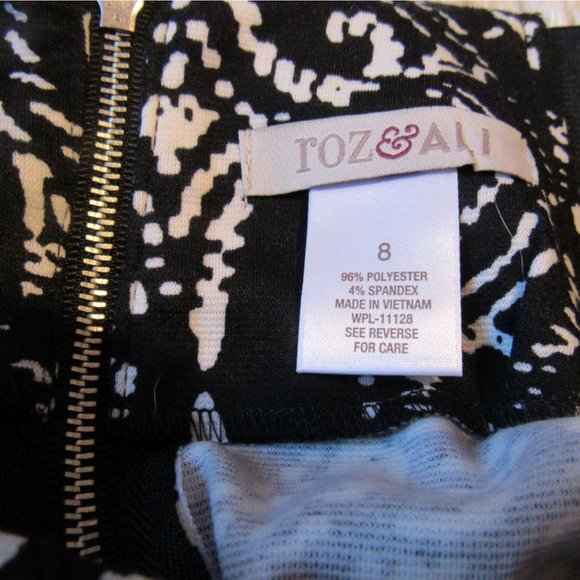 roz&ALI
8
96% POLYESTER
4% SPANDEX
MADE IN VIETNAM
WPL-11128
SEE REVERSE
FOR CARE